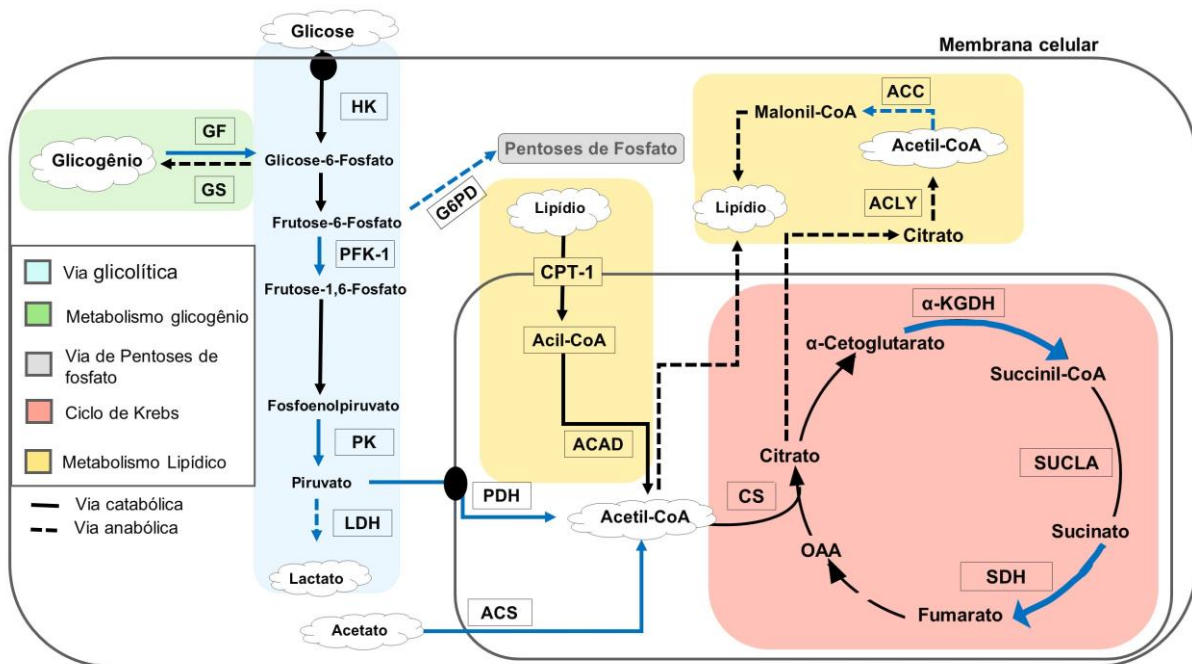 Glicose
Membrana celular
HK
ACC
Malonil-CoA
Acetil-CoA
GF
Glicogênio
GS
Glicose-6-Fosfato
Pentoses de Fosfato
G6PD
Lipídio
Lipídio
ACLY
Citrato
Frutose-6-Fosfato
PFK-1
Frutose-1,6-Fosfato
CPT-1
Acil-CoA
ACAD
Via glicolítica
Metabolismo glicogênio
Via de Pentoses de
fosfato
Ciclo de Krebs
Metabolismo Lipídico
Via catabólica
Via anabólica
Fosfoenolpiruvato
PK
Piruvato
LDH
Lactato
PDH
Acetil-CoA
Acetato
ACS
α-KGDH
α-Cetoglutarato
Succinil-CoA
SUCLA
Citrato
CS
OAA
Sucinato
SDH
Fumarato